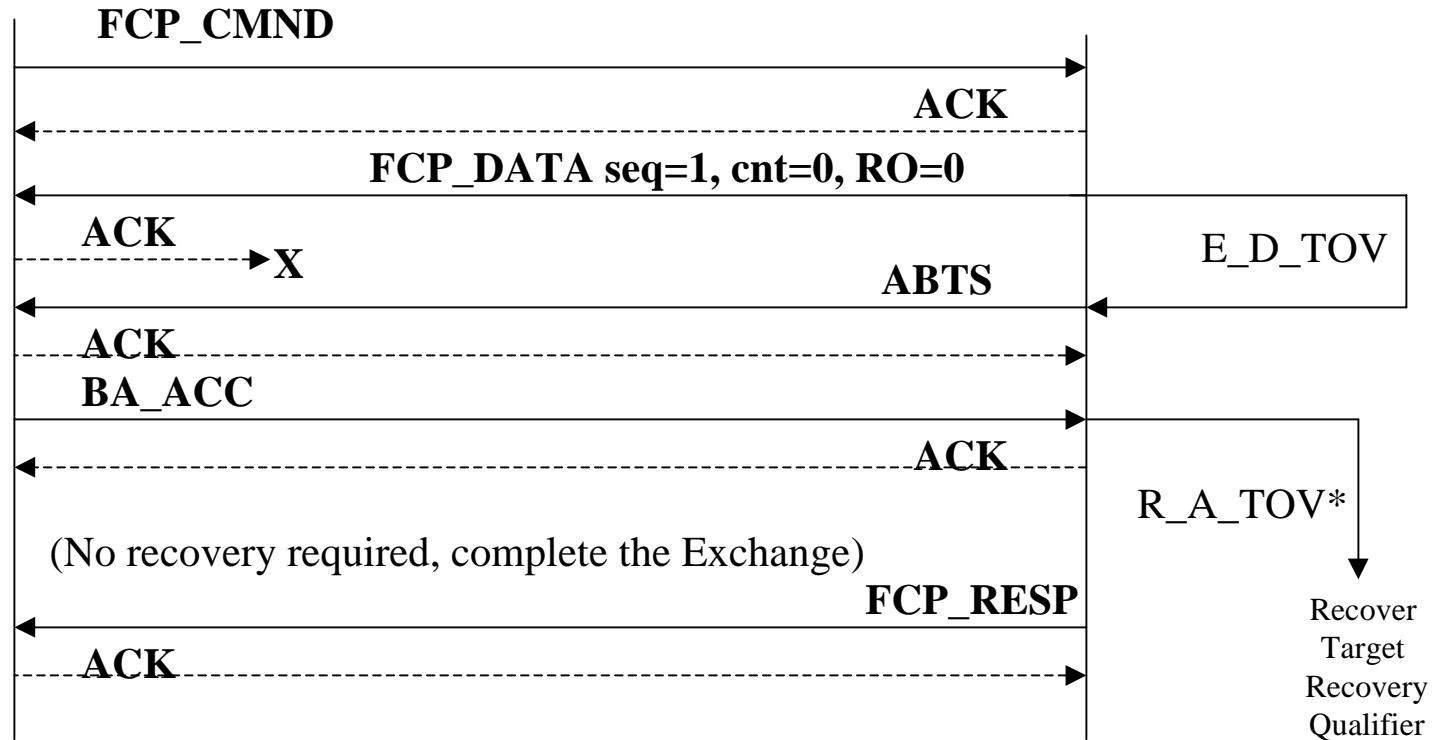 FCP_CMND
ACK
FCP_DATA seq=1, cnt=0, RO=0
ACK
X
E_D_TOV
ABTS
ACK
BA_ACC
ACK
R_A_TOV*
(No recovery required, complete the Exchange)
FCP_RESP
Recover
Target
Recovery
Qualifier
ACK